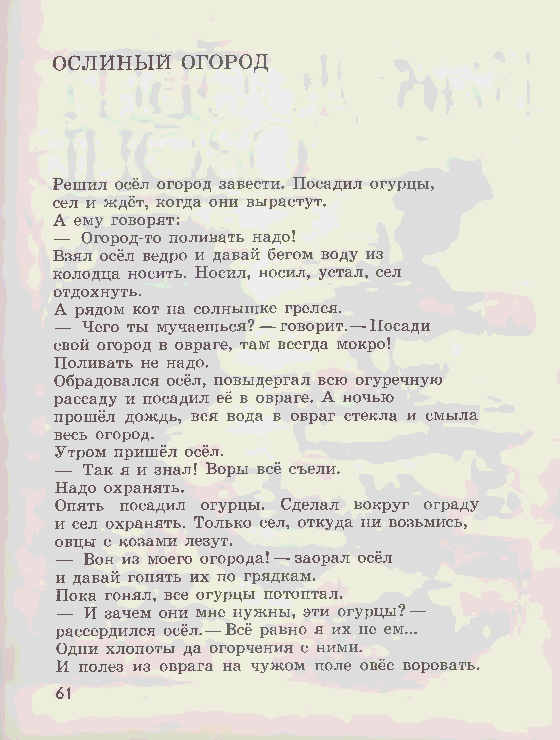 ОСЛИНЫЙ ОГОРОД
Решил осёл огород завести. Посадил огурцы,
сел и ждёт, когда они вырастут.
А ему говорят:
— Огород-то поливать надо!
Взял осёл ведро и давай бегом воду из
колодца носить. Носил, носил, устал, сел
отдохнуть.
А рядом кот на солнышке грелся.
— Чего ты мучаешься? — говорит. — Посади
свой огород в овраге, там всегда мокро!
Поливать не надо.
Обрадовался осёл, повыдергал всю огуречную
рассаду и посадил её в овраге. А ночью
прошёл дождь, вся вода в овраг стекла и смыла
весь огород.
Утром пришёл осёл.
— Так я и знал! Воры всё съели.
Надо охранять.
Опять посадил огурцы. Сделал вокруг ограду
и сел охранять. Только сел, откуда ни возьмись,
овцы с козами лезут.
— Вон из моего огорода! — заорал осёл
и давай гонять их по грядкам.
Пока гонял, все огурцы потоптал.
— И зачем они мне нужны, эти огурцы? —
рассердился осёл. — Всё равно я их не ем...
Одни хлопоты да огорчения с ними.
И полез из оврага на чужом поле овёс воровать.
61